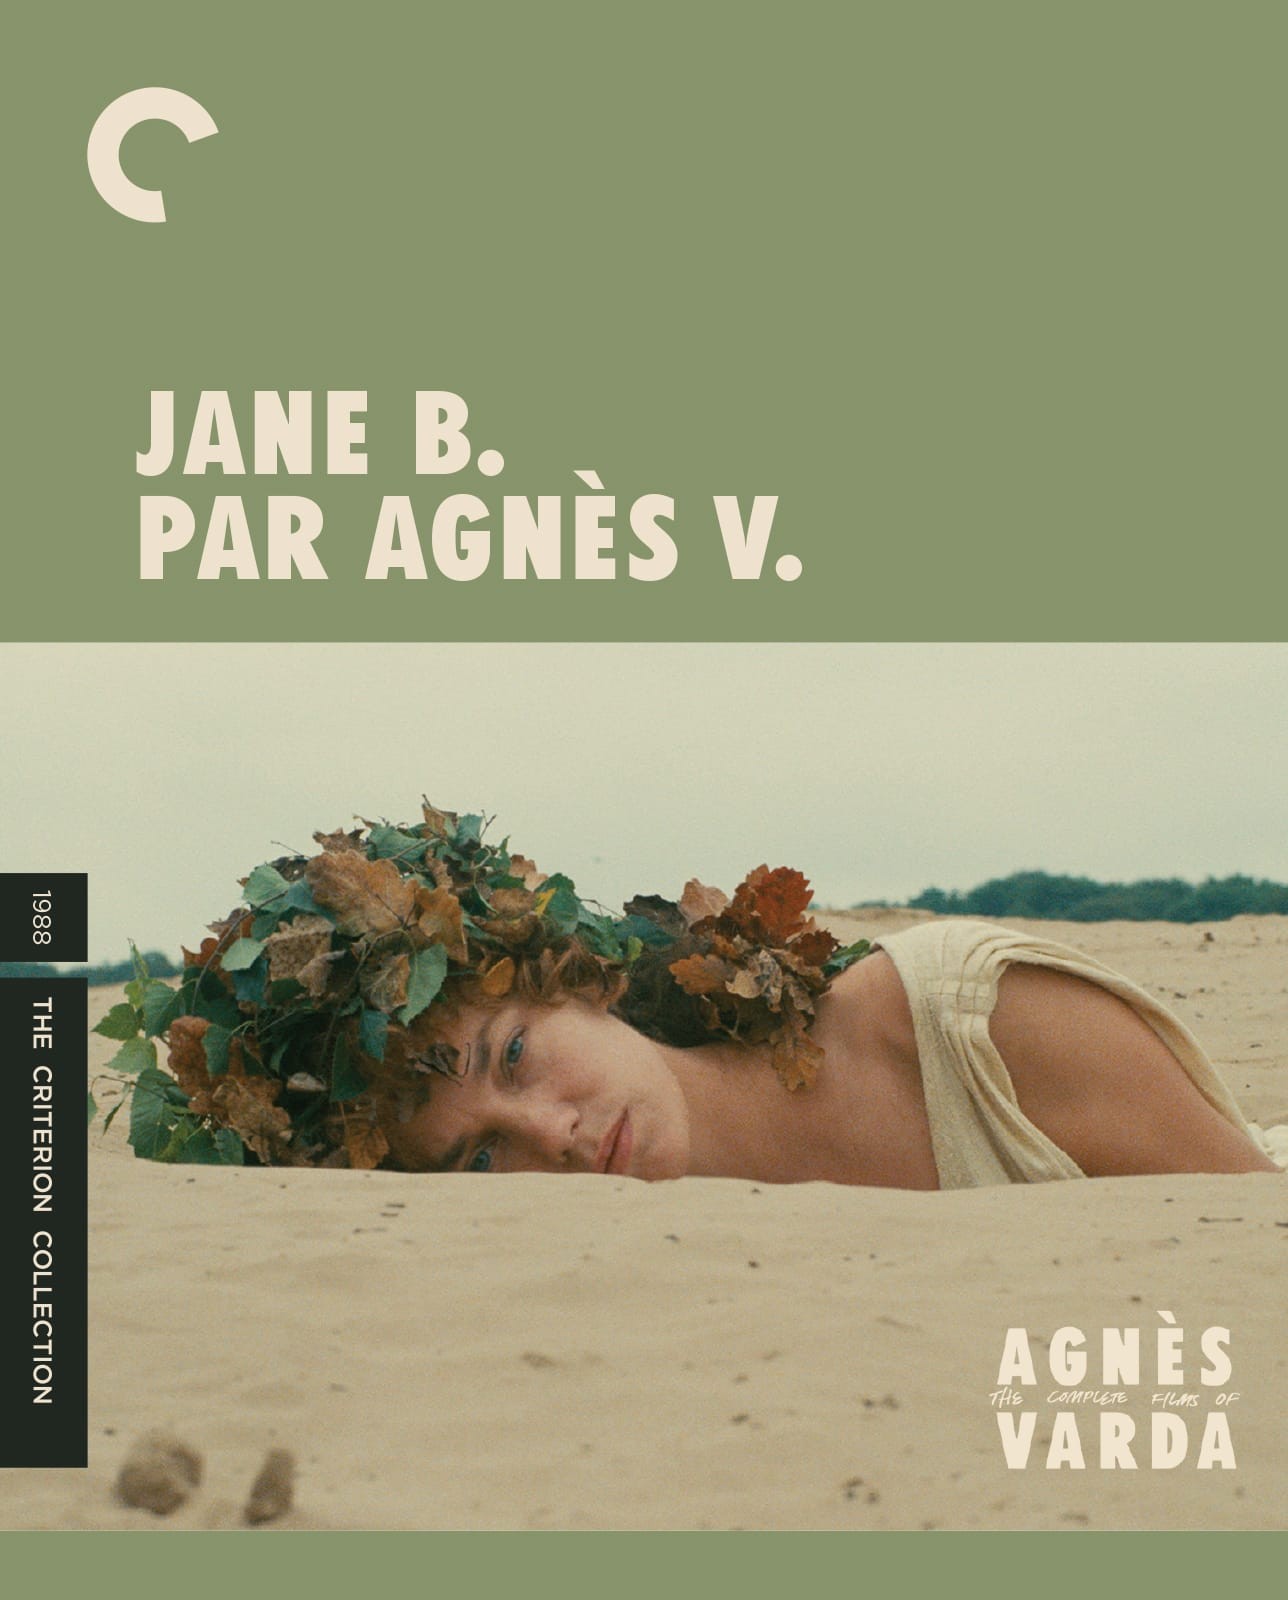 JANE B.
PAR AGNÈS V.
1988
THE CRITERION COLLECTION
AGNÈS
THE COMPLETE FILMS OF
VARDA